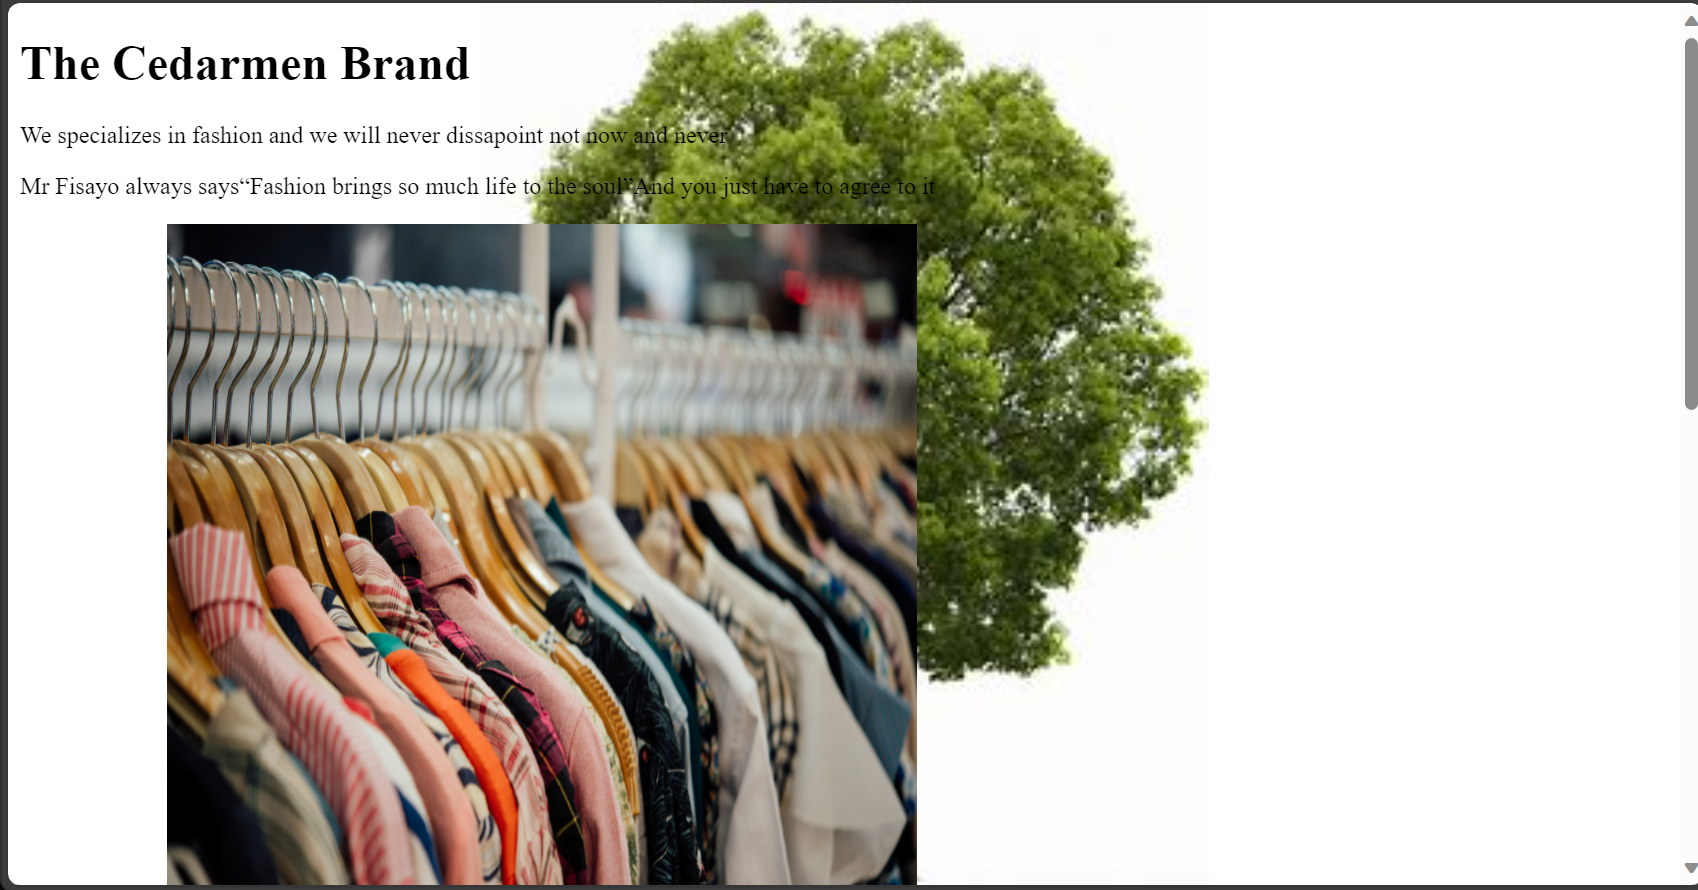 The Cedarmen Brand
We specializes in fashion and we will never dissapoint not now and never
Mr Fisayo always says“Fashion brings so much life to the soul”And you just have to agree to it